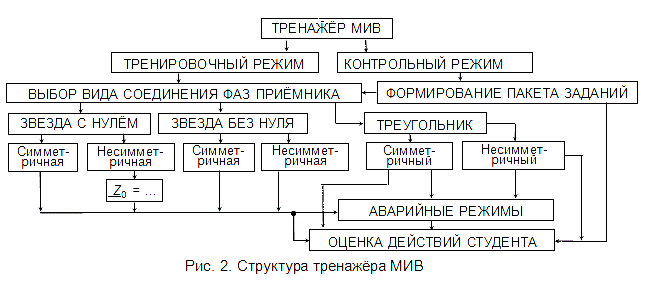 ТРЕНАЖЁР МИВ
ТРЕНИРОВОЧНЫЙ РЕЖИМ
КОНТРОЛЬНЫЙ РЕЖИМ
ВЫБОР ВИДА СОЕДИНЕНИЯ ФАЗ ПРИЁМНИКА
ФОРМИРОВАНИЕ ПАКЕТА ЗАДАНИЙ
ЗВЕЗДА С НУЛЁМ
ЗВЕЗДА БЕЗ НУЛЯ
ТРЕУГОЛЬНИК
Симмет-
ричная
Несиммет-
ричная
Симмет-
ричная
Несиммет-
ричная
Симмет-
ричный
Несиммет-
ричный
Z0 = ...
АВАРИЙНЫЕ РЕЖИМЫ
ОЦЕНКА ДЕЙСТВИЙ СТУДЕНТА
Рис. 2. Структура тренажёра МИВ